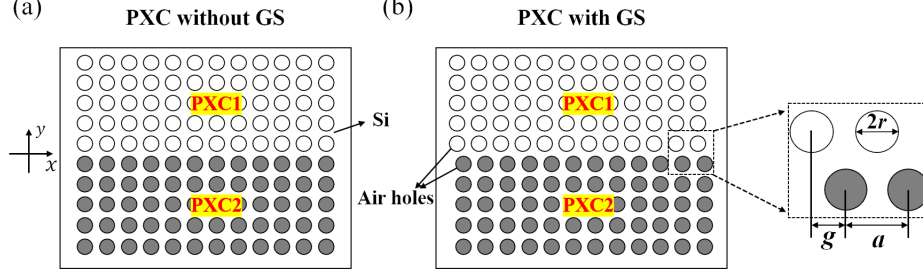 (a)
PXC without GS
(b)
PXC with GS
PXC1
Si
y
x
PXC2
PXC1
Air holes
PXC2
2r
g
a